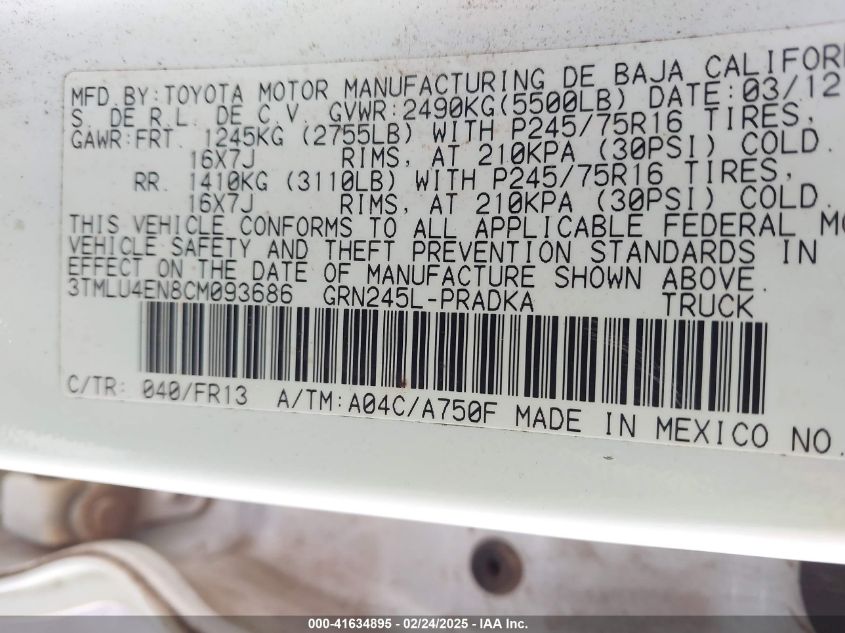 MFD.BY:TOYOTA MOTOR MANUFACTURING DE BAJA
S. DE R.L. DE C.V. GVWR:2490KG(5500LB) DATE:03/12
GAWR:FRT. 1245KG (2755LB) WITH P245/75R16 TIRES,
16X7J RIMS, AT 210KPA (30PSI) COLD.
RR. 1410KG (3110LB) WITH P245/75R16 TIRES,
16X7J RIMS, AT 210KPA (30PSI) COLD.
THIS VEHICLE CONFORMS TO ALL APPLICABLE FEDERAL
VEHICLE SAFETY AND THEFT PREVENTION STANDARDS IN
EFFECT ON THE DATE OF MANUFACTURE SHOWN ABOVE.
3TMLU4EN8CM093686 GRN245L-PRADKA TRUCK
C/TR: 040/FR13 A/TM:A04C/A750F MADE IN MEXICO NO.
000-41634895 - 02/24/2025 - IAA Inc.